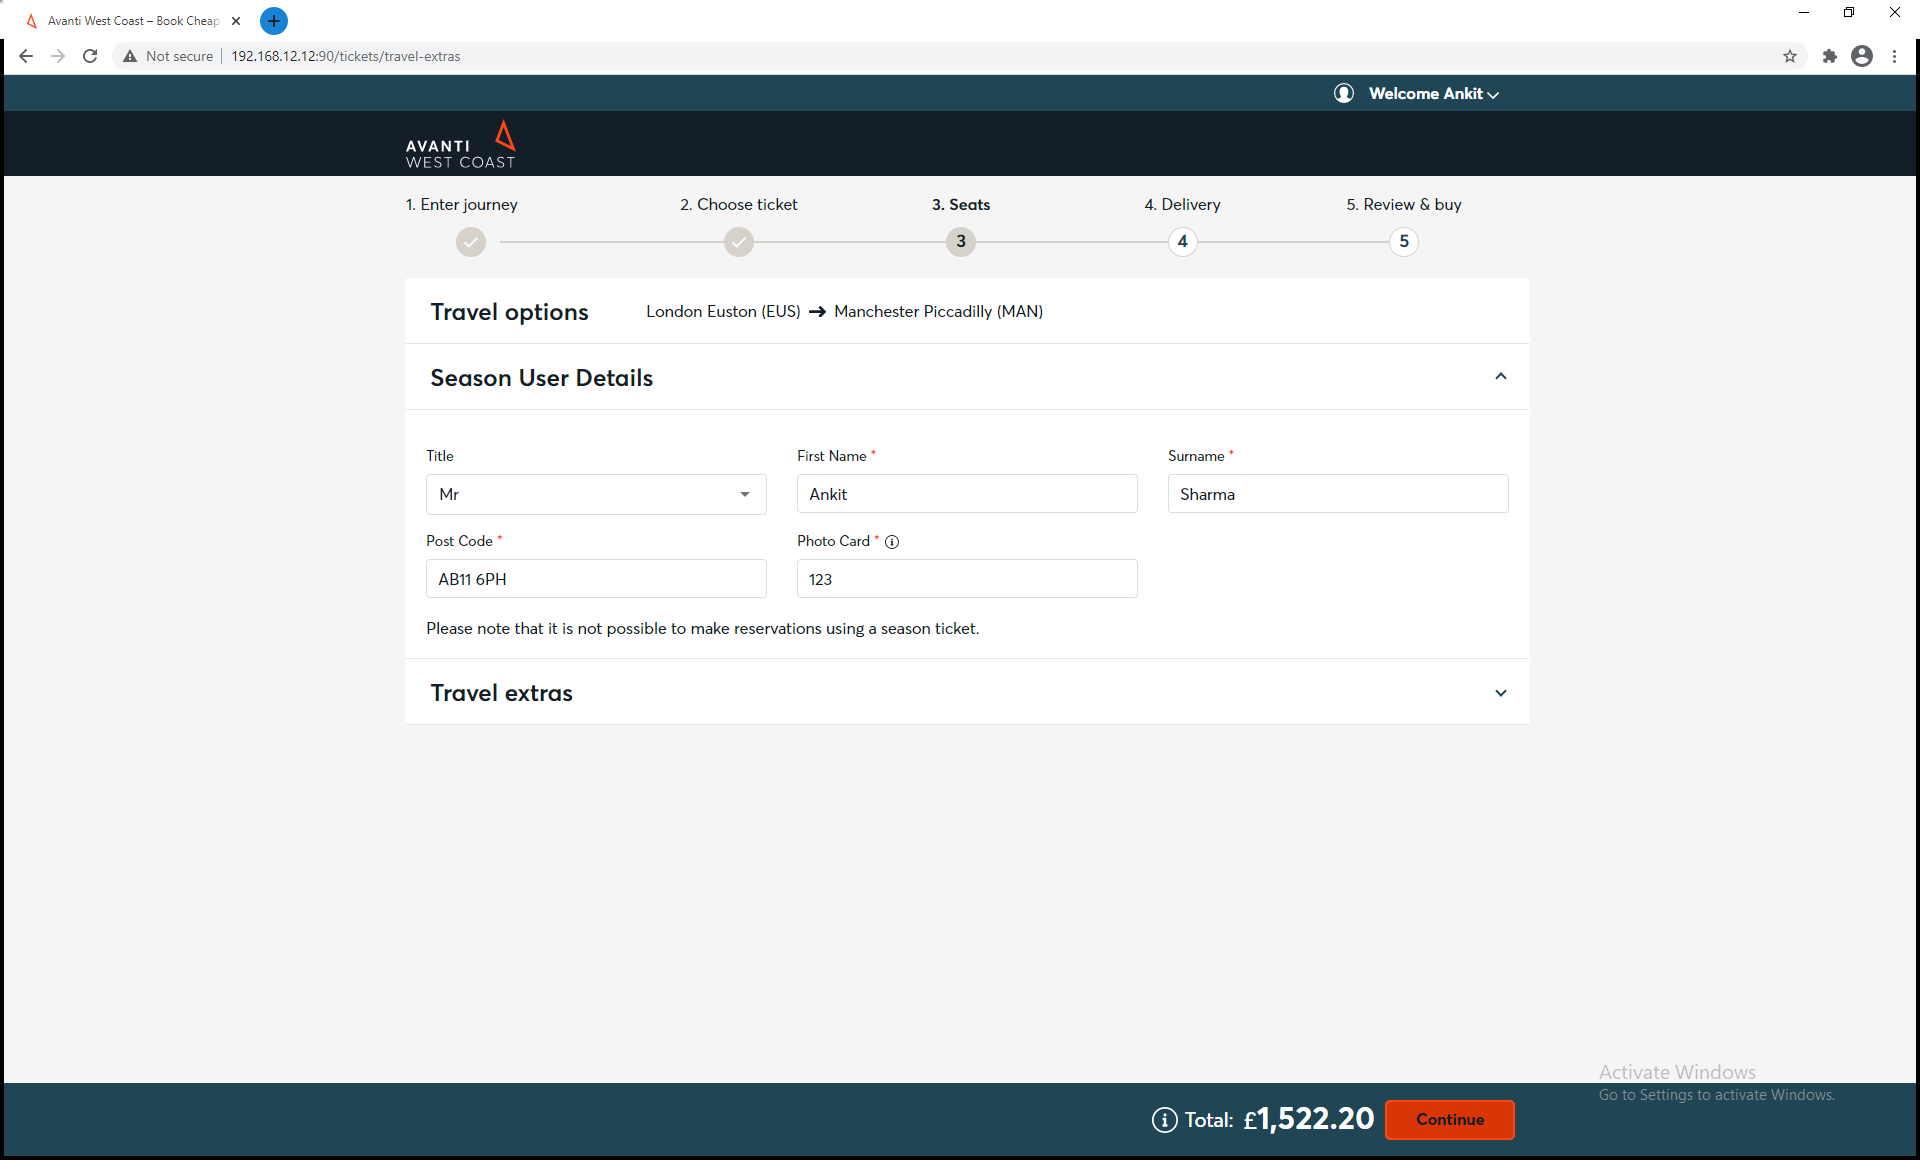 Avanti West Coast – Book Cheap
Not secure 192.168.12.12:90/tickets/travel-extras
Welcome Ankit
AVANTI
WEST COAST
1. Enter journey 2. Choose ticket 3. Seats 4. Delivery 5. Review & buy
3 4 5
Travel options London Euston (EUS) → Manchester Piccadilly (MAN)
Season User Details
Title First Name * Surname *
Mr Ankit Sharma
Post Code * Photo Card *
AB11 6PH 123
Please note that it is not possible to make reservations using a season ticket.
Travel extras
Activate Windows
Go to Settings to activate Windows.
Total: £1,522.20 Continue